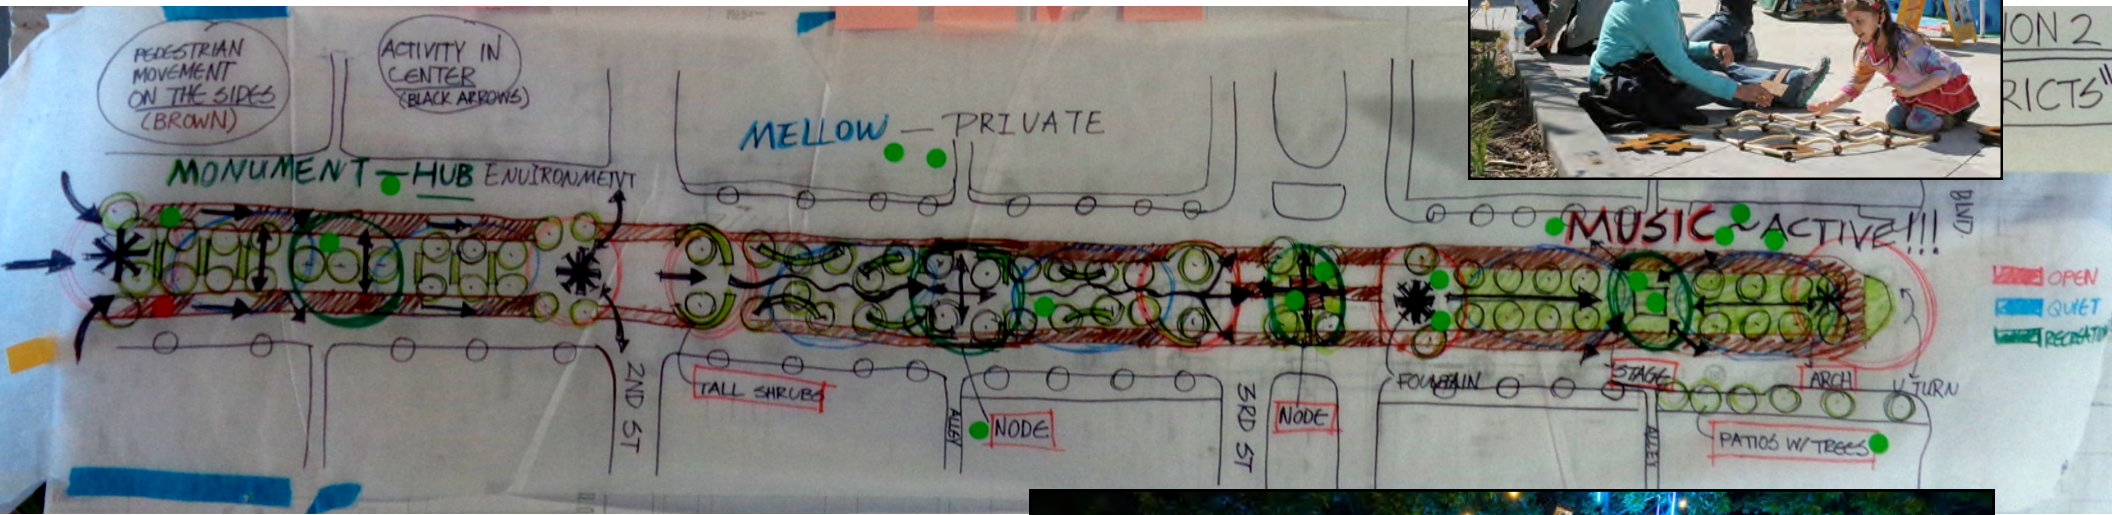 PEDESTRIAN
MOVEMENT
ON THE SIDES
(BROWN)
ACTIVITY IN
CENTER
(BLACK ARROWS)
MELLOW — PRIVATE
ION 2
RICTS"
MONUMENT — HUB ENVIRONMENT
BLVD.
MUSIC ~ ACTIVE!!!
OPEN
QUIET
RECREATIO
2ND ST
TALL SHRUBS
ALLEY
NODE
3RD ST
NODE
FOUNTAIN
STAGE
ARCH
U-TURN
ALLEY
PATIOS W/ TREES